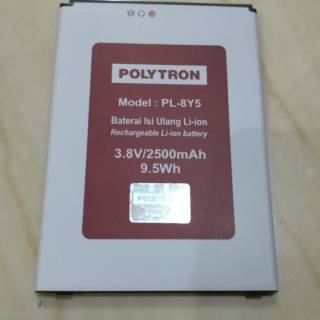 POLYTRON
Model : PL-8Y5
Baterai Isi Ulang Li-ion
Rechargeable Li-ion battery
3.8V/2500mAh
9.5Wh